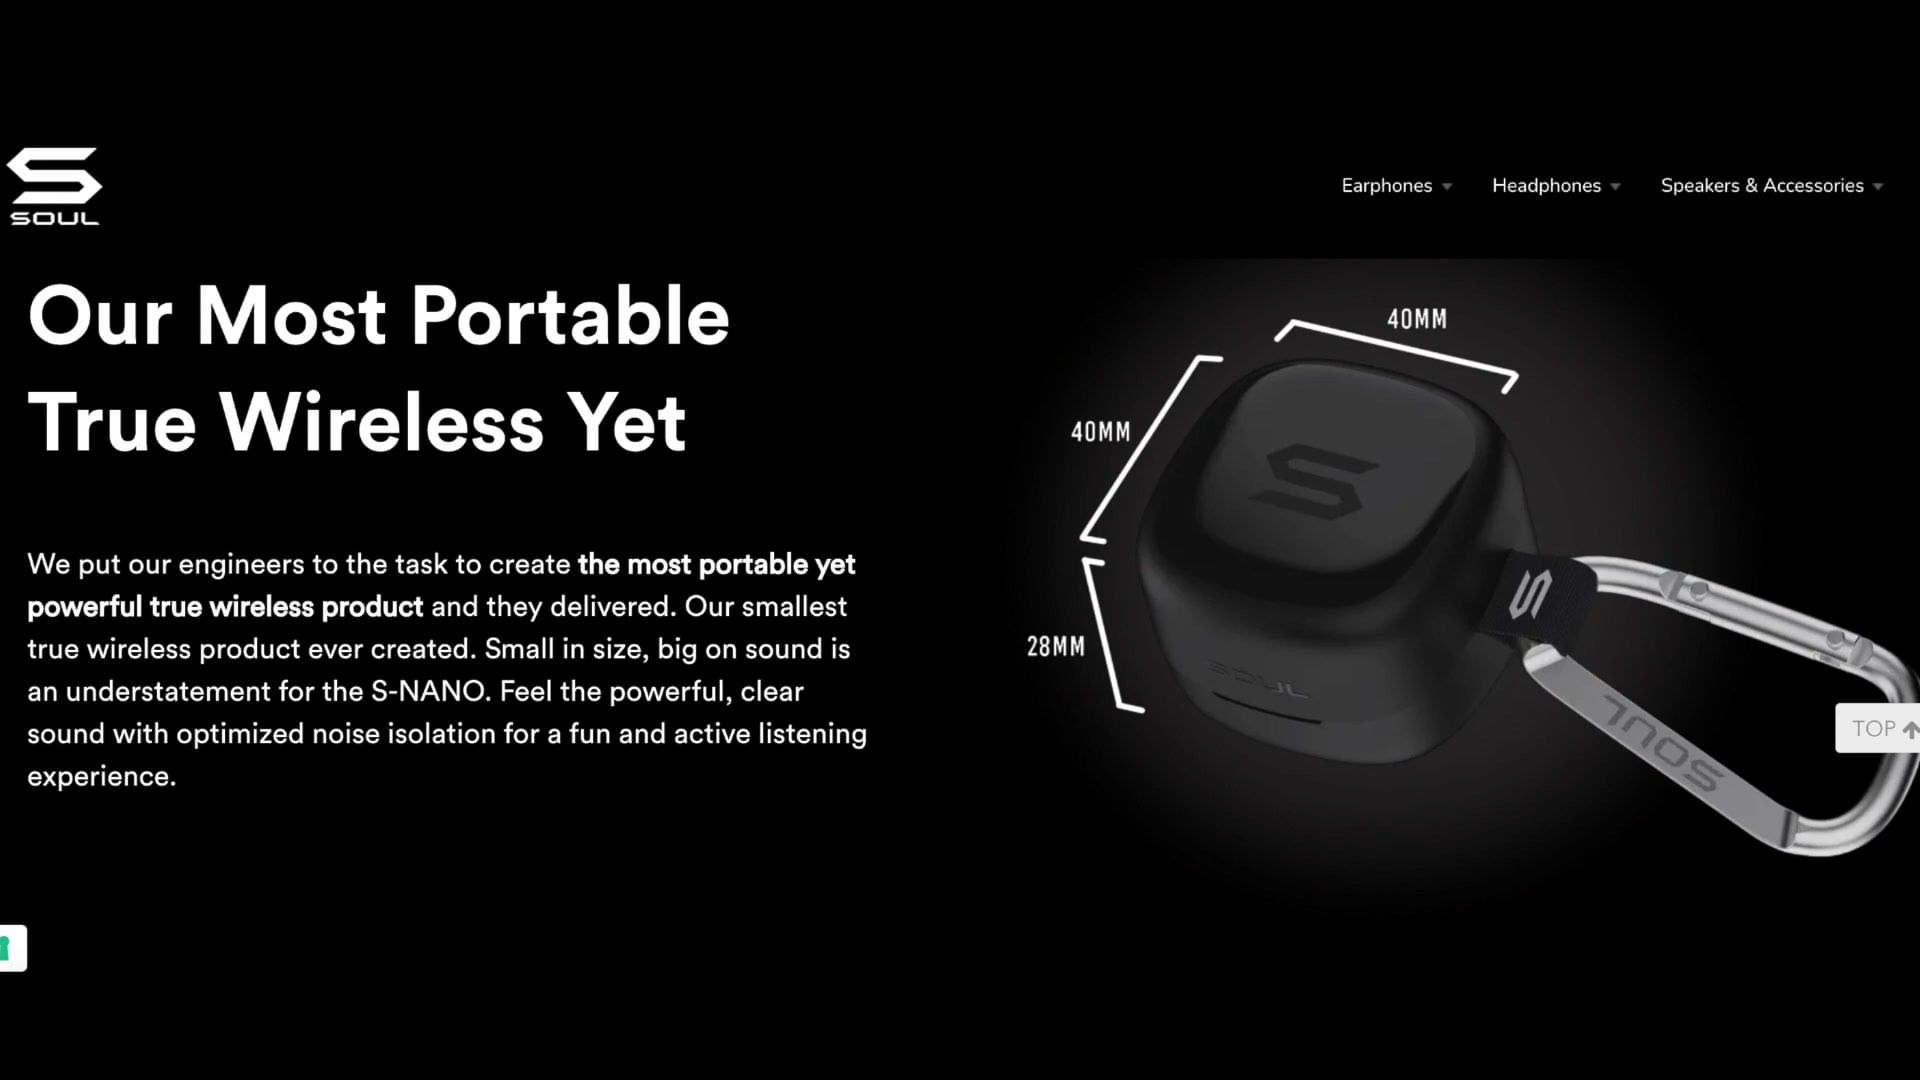 SOUL
Earphones
Headphones
Speakers & Accessories
Our Most Portable
True Wireless Yet
We put our engineers to the task to create the most portable yet
powerful true wireless product and they delivered. Our smallest
true wireless product ever created. Small in size, big on sound is
an understatement for the S-NANO. Feel the powerful, clear
sound with optimized noise isolation for a fun and active listening
experience.
40MM
40MM
28MM
SOUL
SOUL
TOP